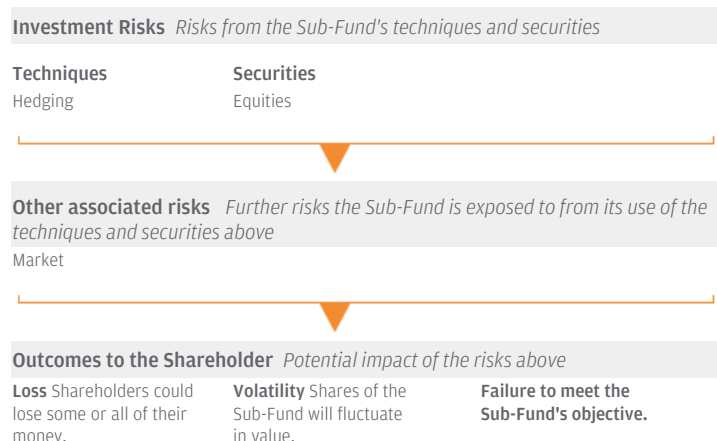 Investment Risks Risks from the Sub-Fund's techniques and securities
Techniques Securities
Hedging Equities
Other associated risks Further risks the Sub-Fund is exposed to from its use of the
techniques and securities above
Market
Outcomes to the Shareholder Potential impact of the risks above
Loss Shareholders could
lose some or all of their
money.
Volatility Shares of the
Sub-Fund will fluctuate
in value.
Failure to meet the
Sub-Fund's objective.